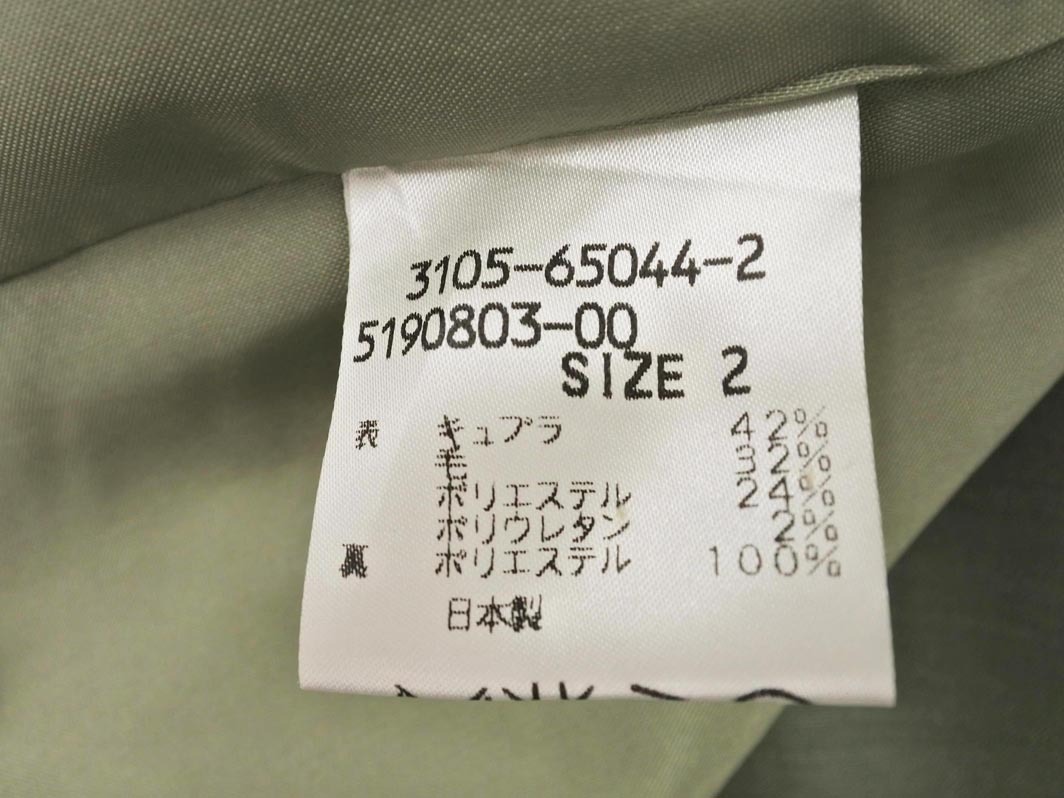 3105-65044-2
5190803-00
SIZE 2
表 キュプラ 42%
毛 32%
ポリエステル 24%
ポリウレタン 2%
裏 ポリエステル 100%
日本製